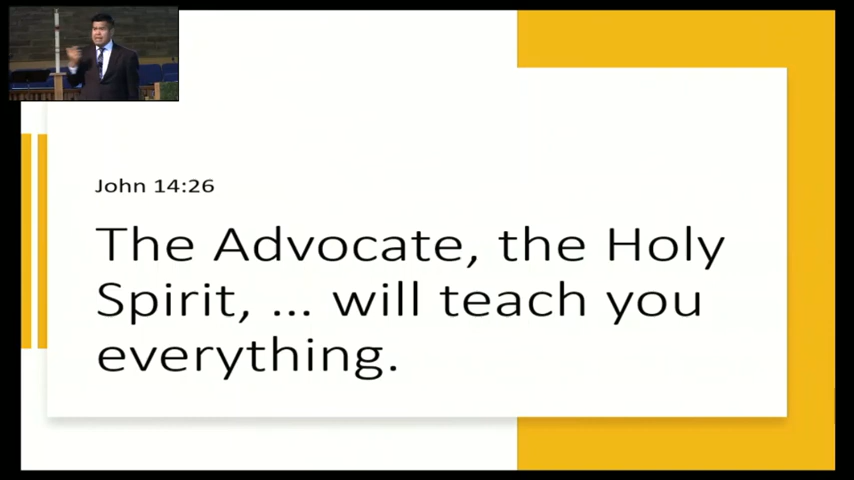 John 14:26
The Advocate, the Holy
Spirit, ... will teach you
everything.